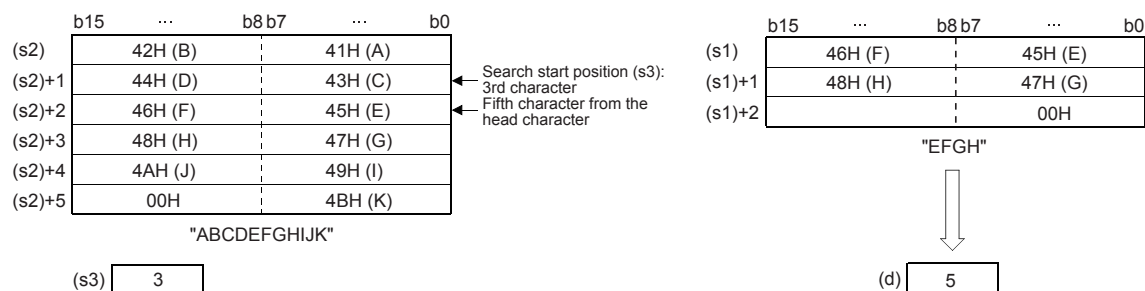 b15 ... b8 b7 ... b0
(s2) 42H (B) 41H (A)
(s2)+1 44H (D) 43H (C)
(s2)+2 46H (F) 45H (E)
(s2)+3 48H (H) 47H (G)
(s2)+4 4AH (J) 49H (I)
(s2)+5 00H 4BH (K)
"ABCDEFGHIJK"
Search start position (s3):
3rd character
Fifth character from the
head character
(s3) 3
b15 ... b8 b7 ... b0
(s1) 46H (F) 45H (E)
(s1)+1 48H (H) 47H (G)
(s1)+2 00H
"EFGH"
(d) 5